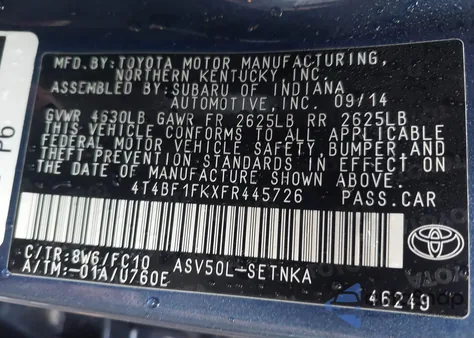 MFD.BY:TOYOTA MOTOR MANUFACTURING,
NORTHERN KENTUCKY INC.
ASSEMBLED BY: SUBARU OF INDIANA
AUTOMOTIVE, INC. 09/14
GVWR 4630LB GAWR FR 2625LB RR 2625LB
THIS VEHICLE CONFORMS TO ALL APPLICABLE
FEDERAL MOTOR VEHICLE SAFETY, BUMPER, AND
THEFT PREVENTION STANDARDS IN EFFECT ON
THE DATE OF MANUFACTURE SHOWN ABOVE.
4T4BF1FKXFR445726 PASS.CAR
C/TR:8W6/FC10 ASV50L-SETNKA
A/TM:-01A/U760E
TOYOTA
46249
P6